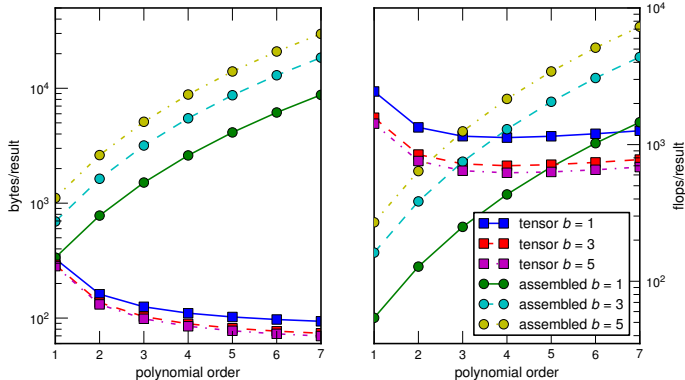 bytes/result
10^4
10^3
10^2
1 2 3 4 5 6 7
polynomial order
tensor b = 1
tensor b = 3
tensor b = 5
assembled b = 1
assembled b = 3
assembled b = 5
1 2 3 4 5 6 7
polynomial order
10^4
10^3
10^2
flops/result